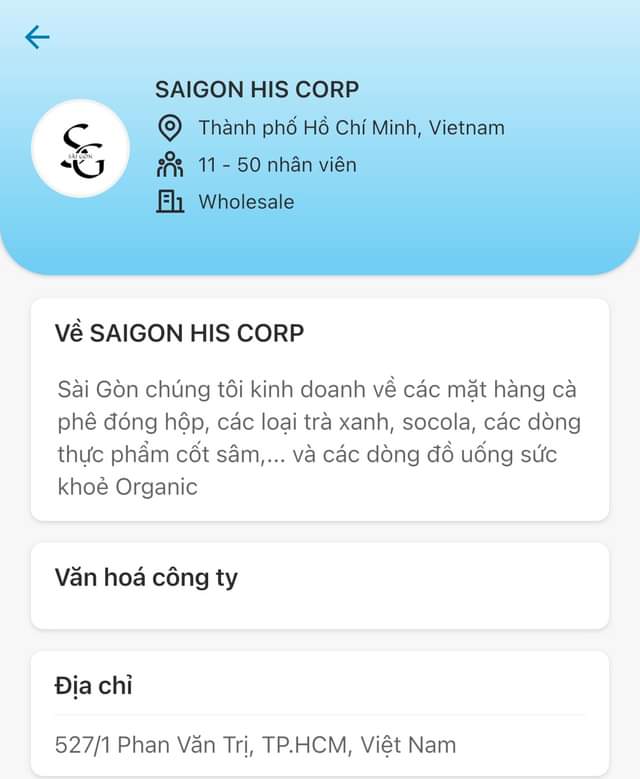 SAIGON HIS CORP
Thành phố Hồ Chí Minh, Vietnam
SG
SÀI GÒN
11 - 50 nhân viên
Wholesale
Về SAIGON HIS CORP
Sài Gòn chúng tôi kinh doanh về các mặt hàng cà
phê đóng hộp, các loại trà xanh, socola, các dòng
thực phẩm cốt sâm,... và các dòng đồ uống sức
khoẻ Organic
Văn hoá công ty
Địa chỉ
527/1 Phan Văn Trị, TP.HCM, Việt Nam